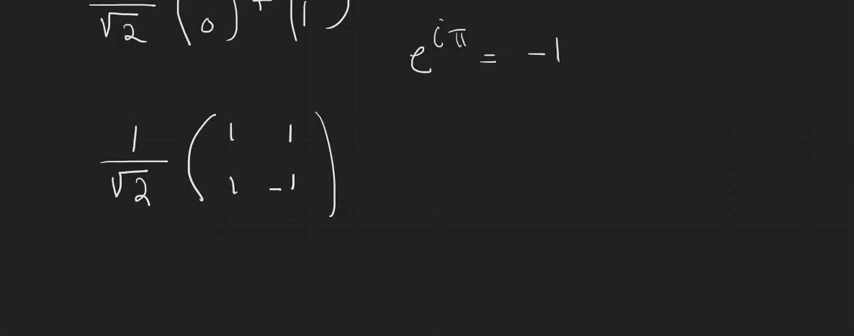 1/√2 ( 0 ) + ( 1 )
e^{iπ} = -1
1/√2 ( 1 1
1 -1 )